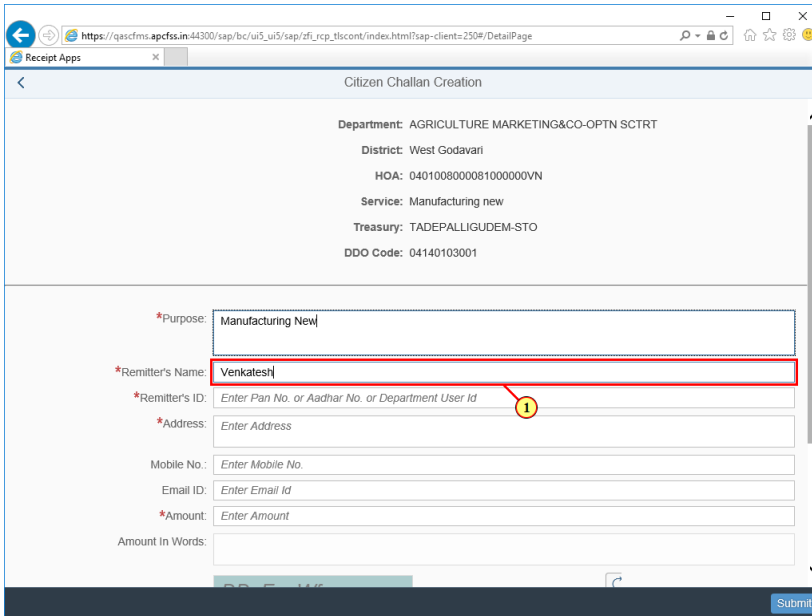 https://qascfms.apcfss.in:44300/sap/bc/ui5_ui5/sap/zfi_rcp_tlscont/index.html?sap-client=250#/DetailPage
Receipt Apps
Citizen Challan Creation
Department: AGRICULTURE MARKETING&CO-OPTN SCTRT
District: West Godavari
HOA: 0401008000081000000VN
Service: Manufacturing new
Treasury: TADEPALLIGUDEM-STO
DDO Code: 04140103001
*Purpose: Manufacturing New
*Remitter's Name: Venkatesh
*Remitter's ID: Enter Pan No. or Aadhar No. or Department User Id
1
*Address: Enter Address
Mobile No.: Enter Mobile No.
Email ID: Enter Email Id
*Amount: Enter Amount
Amount In Words:
Submit